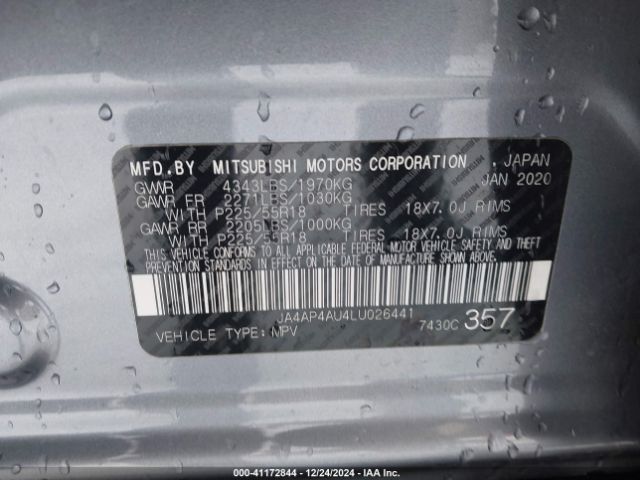 MFD.BY MITSUBISHI MOTORS CORPORATION , JAPAN
GVWR 4343LBS/1970KG JAN 2020
GAWR FR 2271LBS/1030KG
WITH P225/55R18 TIRES 18X7.0J RIMS
GAWR RR 2205LBS/1000KG
WITH P225/55R18 TIRES 18X7.0J RIMS
THIS VEHICLE CONFORMS TO ALL APPLICABLE FEDERAL MOTOR VEHICLE SAFETY AND THEFT
PREVENTION STANDARDS IN EFFECT ON THE DATE OF MANUFACTURE SHOWN ABOVE.
JA4AP4AU4LU026441
VEHICLE TYPE: MPV 7430C 357
000-41172844 - 12/24/2024 - IAA Inc.